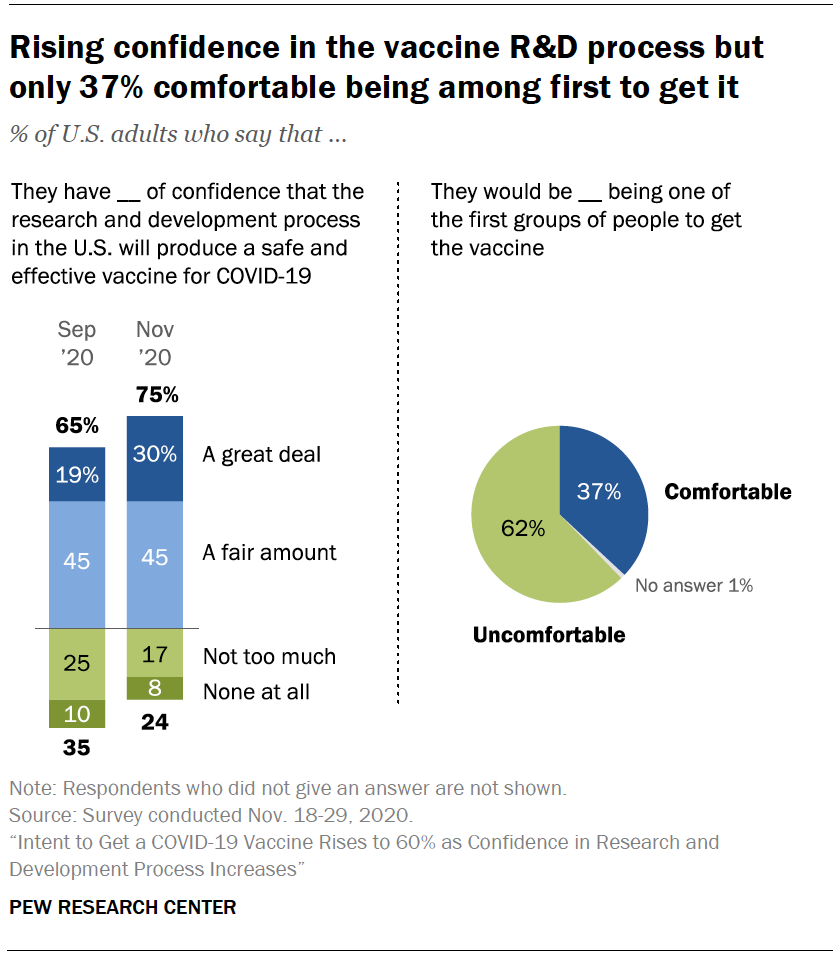 Rising confidence in the vaccine R&D process but
only 37% comfortable being among first to get it
% of U.S. adults who say that ...
They have __ of confidence that the
research and development process
in the U.S. will produce a safe and
effective vaccine for COVID-19
Sep
'20
Nov
'20
65%
75%
19%
30%
A great deal
45
45
A fair amount
25
17
Not too much
10
8
None at all
35
24
They would be __ being one of
the first groups of people to get
the vaccine
37%
Comfortable
62%
Uncomfortable
No answer 1%
Note: Respondents who did not give an answer are not shown.
Source: Survey conducted Nov. 18-29, 2020.
“Intent to Get a COVID-19 Vaccine Rises to 60% as Confidence in Research and
Development Process Increases”
PEW RESEARCH CENTER